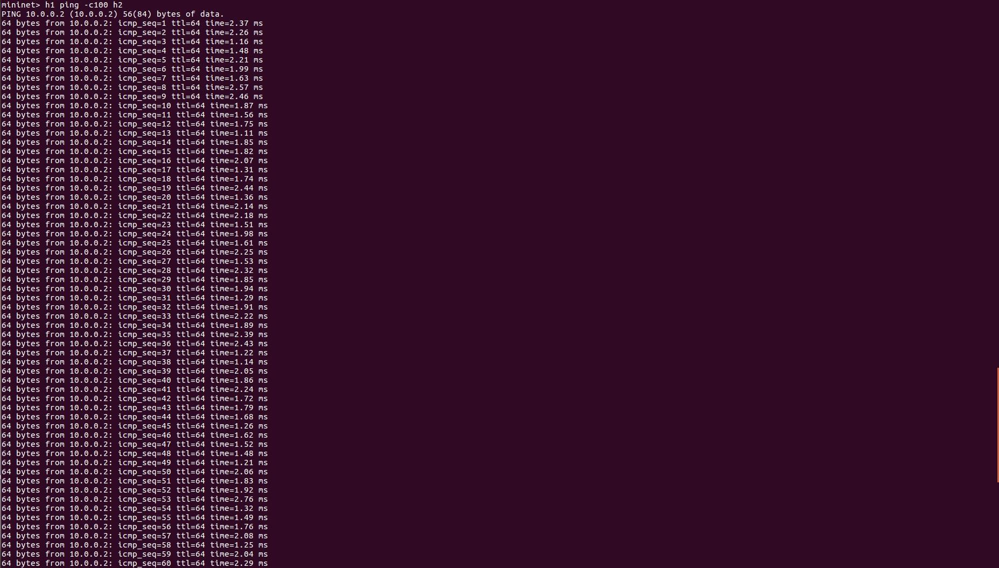 mininet> h1 ping -c100 h2
PING 10.0.0.2 (10.0.0.2) 56(84) bytes of data.
64 bytes from 10.0.0.2: icmp_seq=1 ttl=64 time=2.37 ms
64 bytes from 10.0.0.2: icmp_seq=2 ttl=64 time=2.26 ms
64 bytes from 10.0.0.2: icmp_seq=3 ttl=64 time=1.16 ms
64 bytes from 10.0.0.2: icmp_seq=4 ttl=64 time=1.48 ms
64 bytes from 10.0.0.2: icmp_seq=5 ttl=64 time=2.21 ms
64 bytes from 10.0.0.2: icmp_seq=6 ttl=64 time=1.99 ms
64 bytes from 10.0.0.2: icmp_seq=7 ttl=64 time=1.63 ms
64 bytes from 10.0.0.2: icmp_seq=8 ttl=64 time=2.57 ms
64 bytes from 10.0.0.2: icmp_seq=9 ttl=64 time=2.46 ms
64 bytes from 10.0.0.2: icmp_seq=10 ttl=64 time=1.87 ms
64 bytes from 10.0.0.2: icmp_seq=11 ttl=64 time=1.56 ms
64 bytes from 10.0.0.2: icmp_seq=12 ttl=64 time=1.75 ms
64 bytes from 10.0.0.2: icmp_seq=13 ttl=64 time=1.11 ms
64 bytes from 10.0.0.2: icmp_seq=14 ttl=64 time=1.85 ms
64 bytes from 10.0.0.2: icmp_seq=15 ttl=64 time=1.82 ms
64 bytes from 10.0.0.2: icmp_seq=16 ttl=64 time=2.07 ms
64 bytes from 10.0.0.2: icmp_seq=17 ttl=64 time=1.31 ms
64 bytes from 10.0.0.2: icmp_seq=18 ttl=64 time=1.74 ms
64 bytes from 10.0.0.2: icmp_seq=19 ttl=64 time=2.44 ms
64 bytes from 10.0.0.2: icmp_seq=20 ttl=64 time=1.36 ms
64 bytes from 10.0.0.2: icmp_seq=21 ttl=64 time=2.14 ms
64 bytes from 10.0.0.2: icmp_seq=22 ttl=64 time=2.18 ms
64 bytes from 10.0.0.2: icmp_seq=23 ttl=64 time=1.51 ms
64 bytes from 10.0.0.2: icmp_seq=24 ttl=64 time=1.98 ms
64 bytes from 10.0.0.2: icmp_seq=25 ttl=64 time=1.61 ms
64 bytes from 10.0.0.2: icmp_seq=26 ttl=64 time=2.25 ms
64 bytes from 10.0.0.2: icmp_seq=27 ttl=64 time=1.53 ms
64 bytes from 10.0.0.2: icmp_seq=28 ttl=64 time=2.32 ms
64 bytes from 10.0.0.2: icmp_seq=29 ttl=64 time=1.85 ms
64 bytes from 10.0.0.2: icmp_seq=30 ttl=64 time=1.94 ms
64 bytes from 10.0.0.2: icmp_seq=31 ttl=64 time=1.29 ms
64 bytes from 10.0.0.2: icmp_seq=32 ttl=64 time=1.91 ms
64 bytes from 10.0.0.2: icmp_seq=33 ttl=64 time=2.22 ms
64 bytes from 10.0.0.2: icmp_seq=34 ttl=64 time=1.89 ms
64 bytes from 10.0.0.2: icmp_seq=35 ttl=64 time=2.39 ms
64 bytes from 10.0.0.2: icmp_seq=36 ttl=64 time=2.43 ms
64 bytes from 10.0.0.2: icmp_seq=37 ttl=64 time=1.22 ms
64 bytes from 10.0.0.2: icmp_seq=38 ttl=64 time=1.14 ms
64 bytes from 10.0.0.2: icmp_seq=39 ttl=64 time=2.05 ms
64 bytes from 10.0.0.2: icmp_seq=40 ttl=64 time=1.86 ms
64 bytes from 10.0.0.2: icmp_seq=41 ttl=64 time=2.24 ms
64 bytes from 10.0.0.2: icmp_seq=42 ttl=64 time=1.72 ms
64 bytes from 10.0.0.2: icmp_seq=43 ttl=64 time=1.79 ms
64 bytes from 10.0.0.2: icmp_seq=44 ttl=64 time=1.68 ms
64 bytes from 10.0.0.2: icmp_seq=45 ttl=64 time=1.26 ms
64 bytes from 10.0.0.2: icmp_seq=46 ttl=64 time=1.62 ms
64 bytes from 10.0.0.2: icmp_seq=47 ttl=64 time=1.52 ms
64 bytes from 10.0.0.2: icmp_seq=48 ttl=64 time=1.48 ms
64 bytes from 10.0.0.2: icmp_seq=49 ttl=64 time=1.21 ms
64 bytes from 10.0.0.2: icmp_seq=50 ttl=64 time=2.06 ms
64 bytes from 10.0.0.2: icmp_seq=51 ttl=64 time=1.83 ms
64 bytes from 10.0.0.2: icmp_seq=52 ttl=64 time=1.92 ms
64 bytes from 10.0.0.2: icmp_seq=53 ttl=64 time=2.76 ms
64 bytes from 10.0.0.2: icmp_seq=54 ttl=64 time=1.32 ms
64 bytes from 10.0.0.2: icmp_seq=55 ttl=64 time=1.49 ms
64 bytes from 10.0.0.2: icmp_seq=56 ttl=64 time=1.76 ms
64 bytes from 10.0.0.2: icmp_seq=57 ttl=64 time=2.08 ms
64 bytes from 10.0.0.2: icmp_seq=58 ttl=64 time=1.25 ms
64 bytes from 10.0.0.2: icmp_seq=59 ttl=64 time=2.04 ms
64 bytes from 10.0.0.2: icmp_seq=60 ttl=64 time=2.29 ms